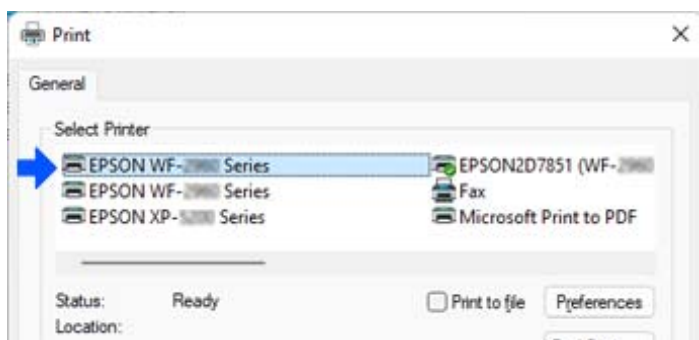 Print
General
Select Printer
EPSON WF- Series
EPSON WF- Series
EPSON XP- Series
EPSON2D7851 (WF-
Fax
Microsoft Print to PDF
Status: Ready
Print to file
Preferences
Location: